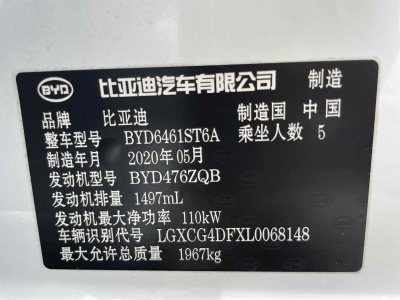 BYD 比亚迪汽车有限公司 制造
品牌 比亚迪 制造国 中国
整车型号 BYD6461ST6A 乘坐人数 5
制造年月 2020年05月
发动机型号 BYD476ZQB
发动机排量 1497mL
发动机最大净功率 110kW
车辆识别代号 LGXCG4DFXL0068148
最大允许总质量 1967kg